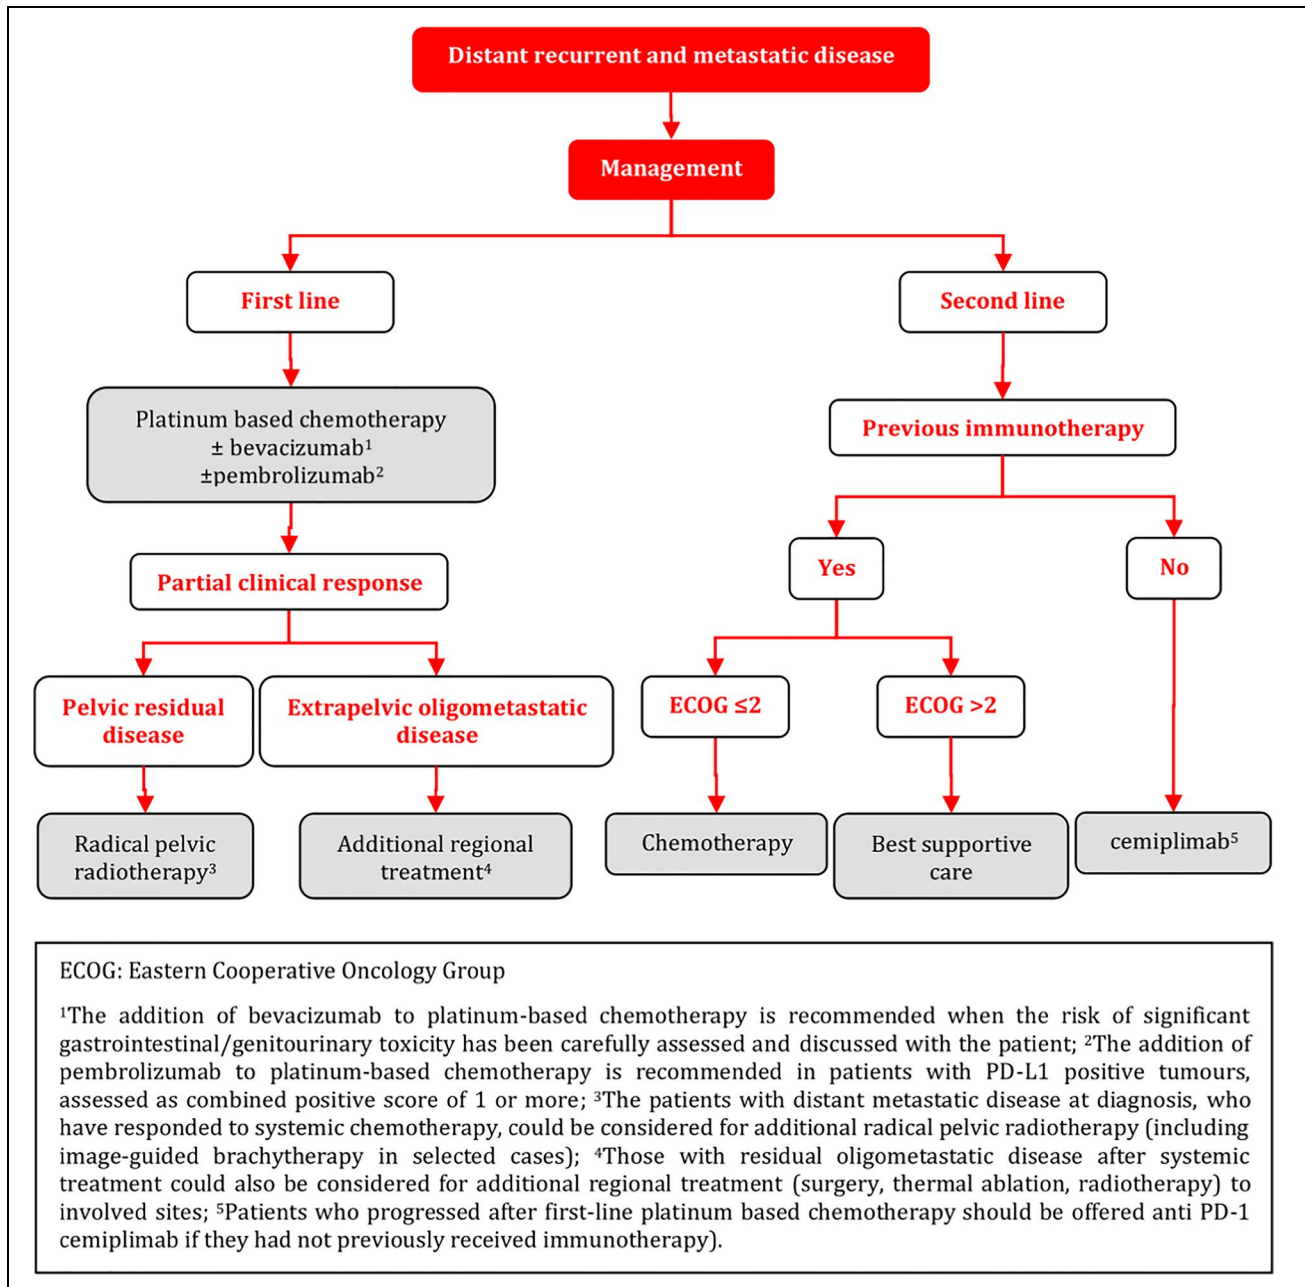 Distant recurrent and metastatic disease
Management
First line
Second line
Platinum based chemotherapy
± bevacizumab¹
±pembrolizumab²
Previous immunotherapy
Partial clinical response
Yes
No
Pelvic residual
disease
Extrapelvic oligometastatic
disease
ECOG ≤2
ECOG >2
Radical pelvic
radiotherapy³
Additional regional
treatment⁴
Chemotherapy
Best supportive
care
cemiplimab⁵
ECOG: Eastern Cooperative Oncology Group
¹The addition of bevacizumab to platinum-based chemotherapy is recommended when the risk of significant
gastrointestinal/genitourinary toxicity has been carefully assessed and discussed with the patient; ²The addition of
pembrolizumab to platinum-based chemotherapy is recommended in patients with PD-L1 positive tumours,
assessed as combined positive score of 1 or more; ³The patients with distant metastatic disease at diagnosis, who
have responded to systemic chemotherapy, could be considered for additional radical pelvic radiotherapy (including
image-guided brachytherapy in selected cases); ⁴Those with residual oligometastatic disease after systemic
treatment could also be considered for additional regional treatment (surgery, thermal ablation, radiotherapy) to
involved sites; ⁵Patients who progressed after first-line platinum based chemotherapy should be offered anti PD-1
cemiplimab if they had not previously received immunotherapy).